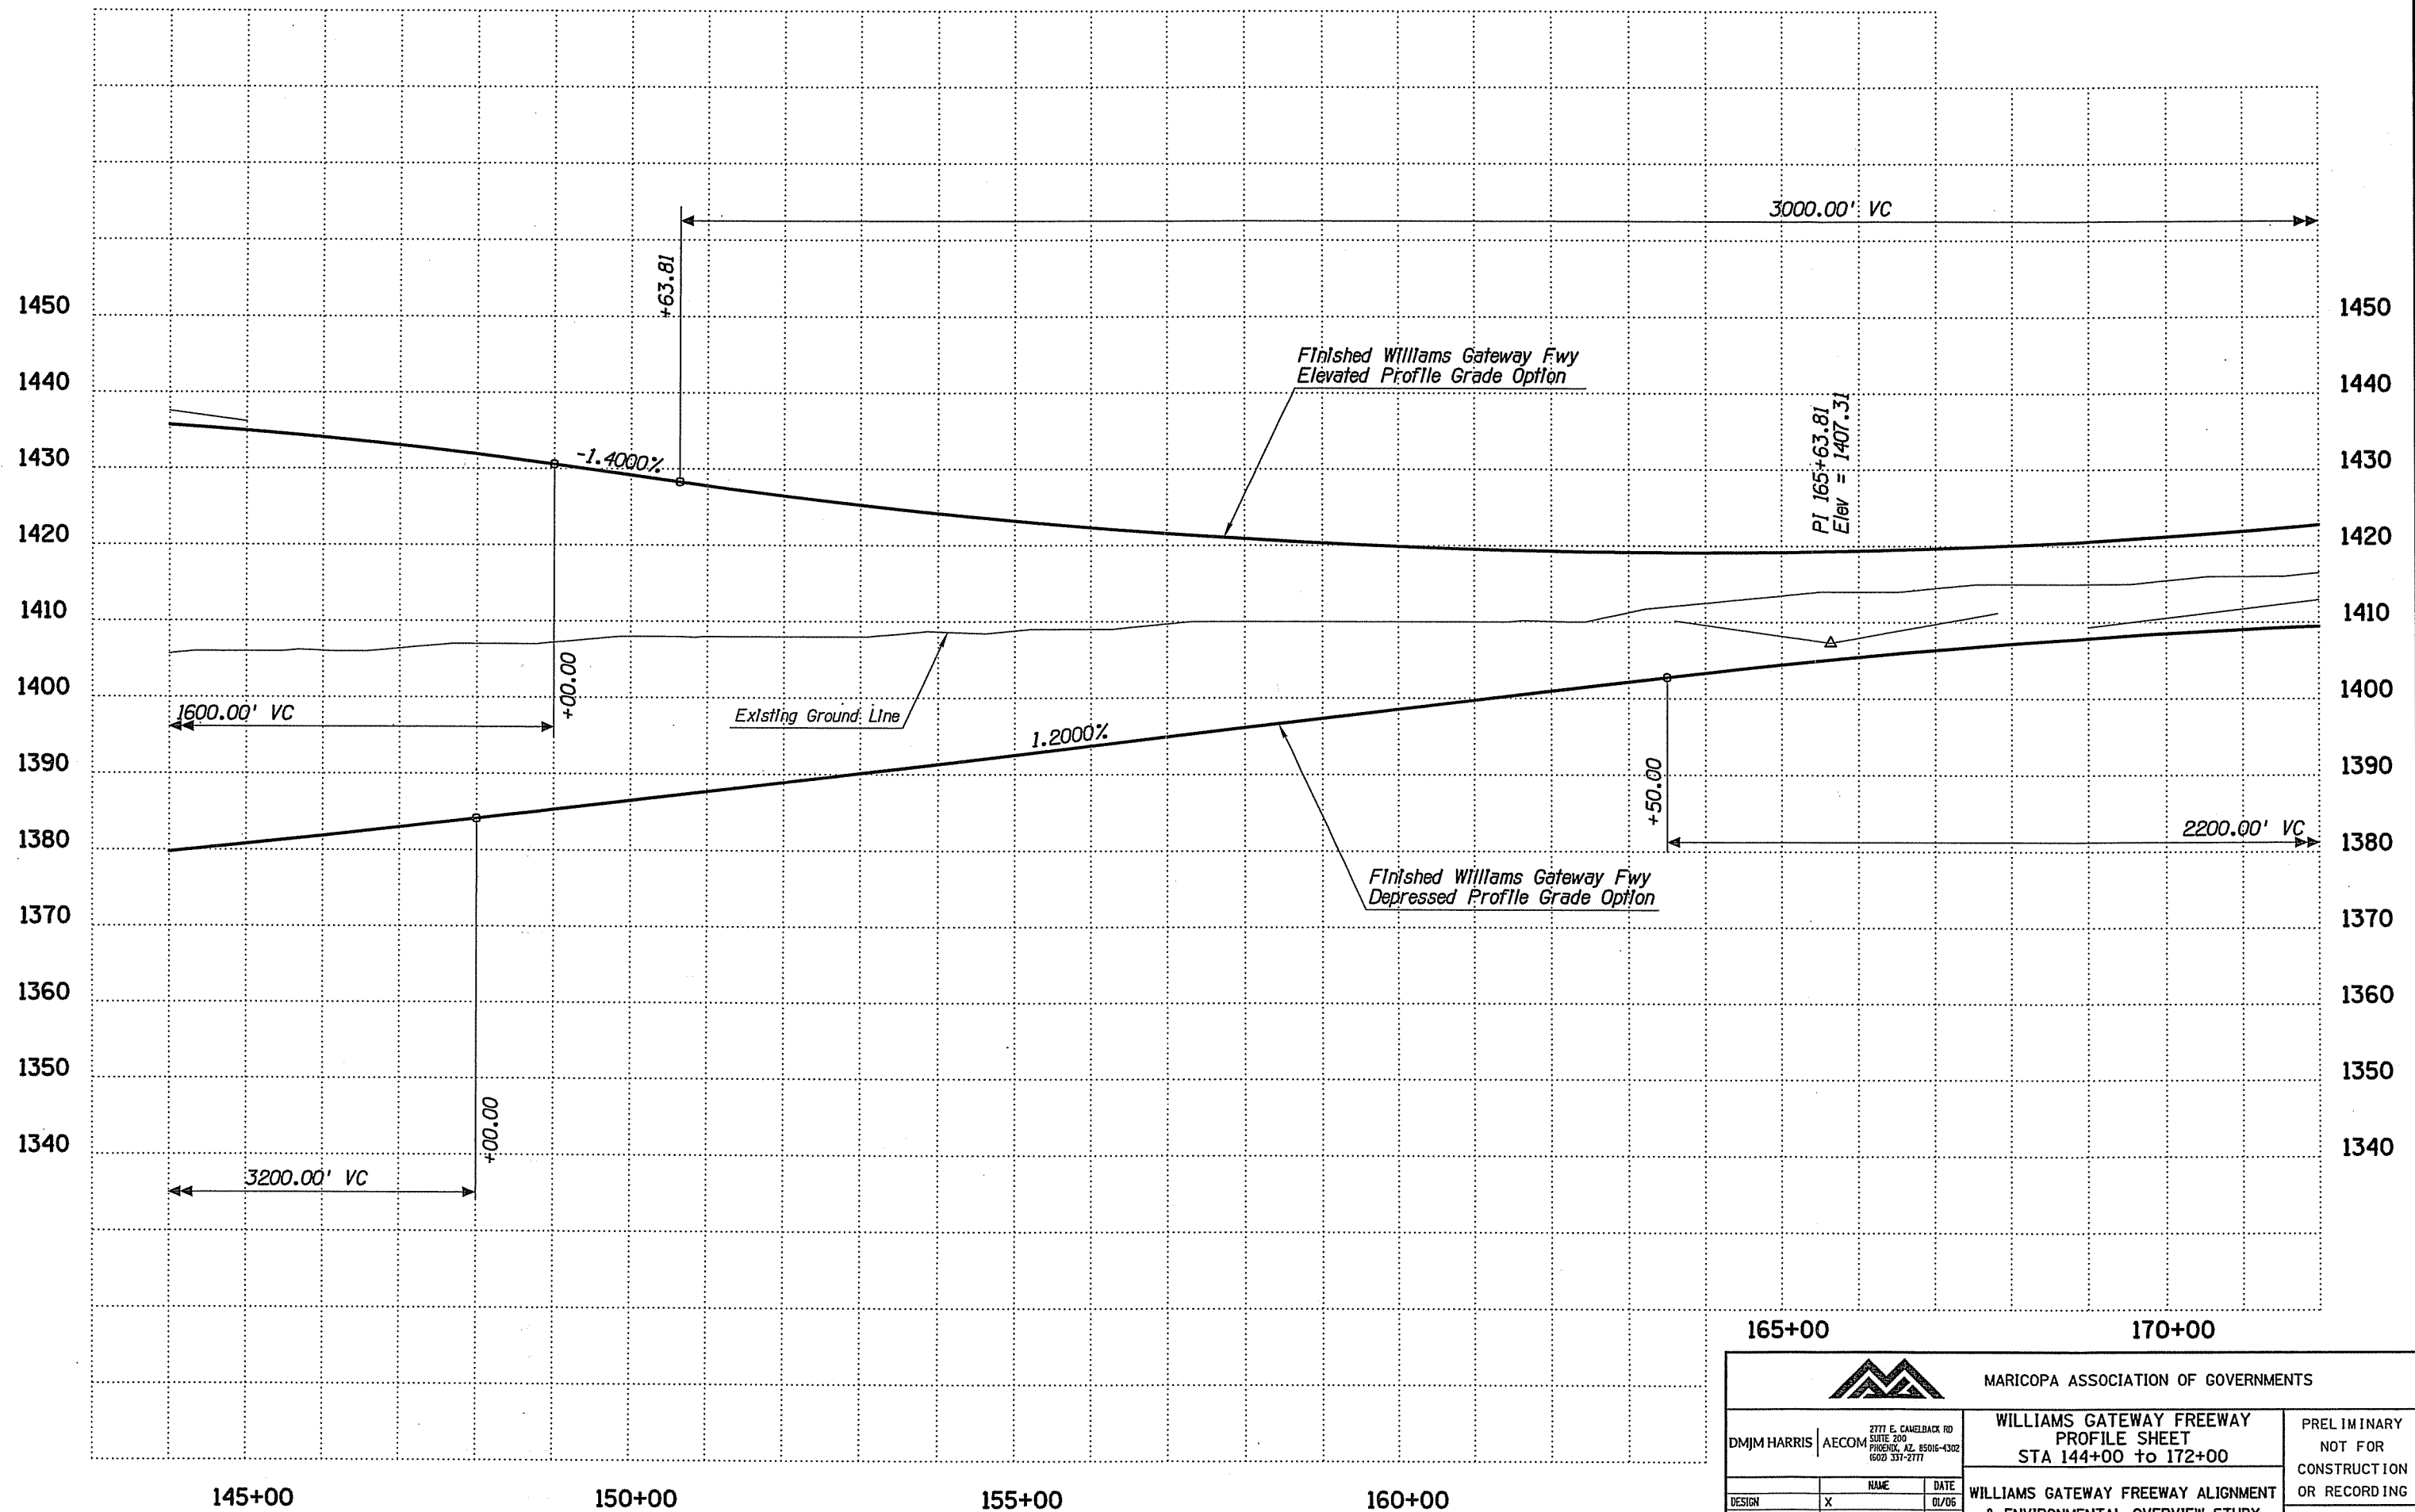 3000.00' VC
+63.81
1450
1450
Finished Williams Gateway Fwy
Elevated Profile Grade Option
1440
1440
PI 165+63.81
Elev = 1407.31
1430
-1.4000%
1430
1420
1420
1410
1410
+00.00
1400
1400
1600.00' VC
Existing Ground Line
1.2000%
1390
1390
+50.00
1380
2200.00' VC
1380
Finished Williams Gateway Fwy
Depressed Profile Grade Option
1370
1370
1360
1360
1350
1350
+00.00
1340
1340
3200.00' VC
165+00
170+00
145+00
150+00
155+00
160+00
MARICOPA ASSOCIATION OF GOVERNMENTS
DMJM HARRIS AECOM
2777 E. CAMELBACK RD
SUITE 200
PHOENIX, AZ. 85016-4302
(602) 337-2777
WILLIAMS GATEWAY FREEWAY
PROFILE SHEET
STA 144+00 to 172+00
PRELIMINARY
NOT FOR
CONSTRUCTION
OR RECORDING
NAME DATE
DESIGN X 01/06
WILLIAMS GATEWAY FREEWAY ALIGNMENT
& ENVIRONMENTAL OVERVIEW STUDY